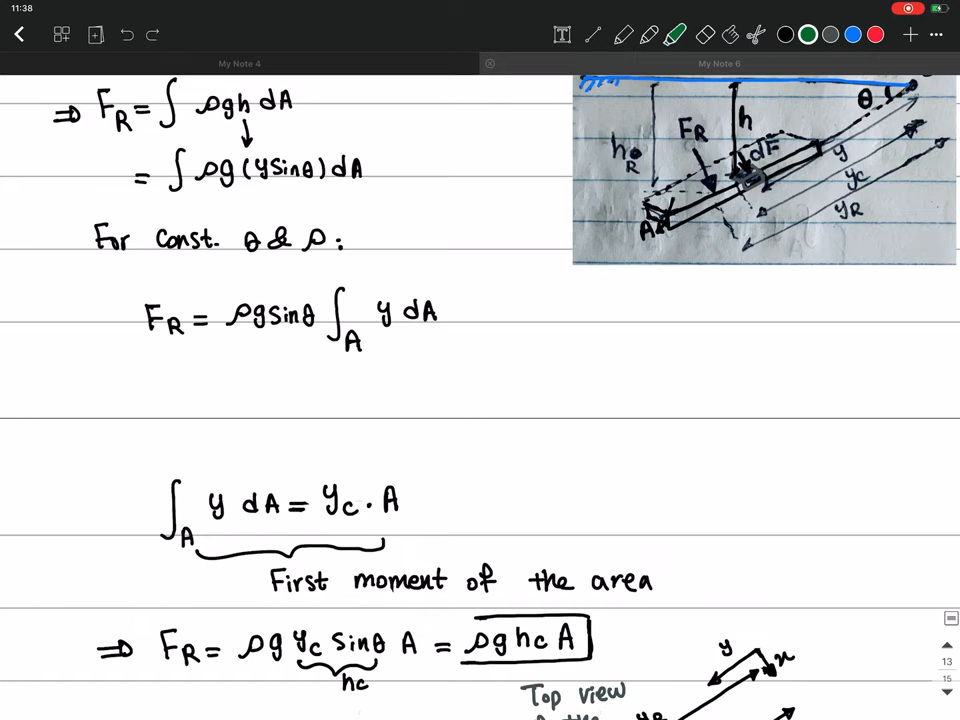 11:38
My Note 4
My Note 6
⇒ F_R = ∫ ρgh dA
= ∫ ρg (y sinθ) dA
For const. θ & ρ :
F_R = ρg sinθ ∫_A y dA
∫_A y dA = y_c · A
First moment of the area
⇒ F_R = ρg y_c sinθ A = ρg h_c A
h_c
θ
h
F_R
dF
h_R
y
y_c
y_R
A
y
x
Top view
y_R
13
15